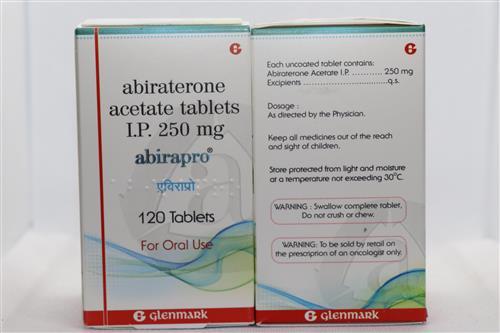 abiraterone
acetate tablets
I.P. 250 mg
abirapro®
एबिराप्रो
120 Tablets
For Oral Use
G Glenmark
Each uncoated tablet contains:
Abiraterone Acetate I.P. ........... 250 mg
Excipients ................................q.s.
Dosage :
As directed by the Physician.
Keep all medicines out of the reach
and sight of children.
Store protected from light and moisture
at a temperature not exceeding 30°C.
WARNING : Swallow complete tablet,
Do not crush or chew.
WARNING: To be sold by retail on
the prescription of an oncologist only.
G Glenmark